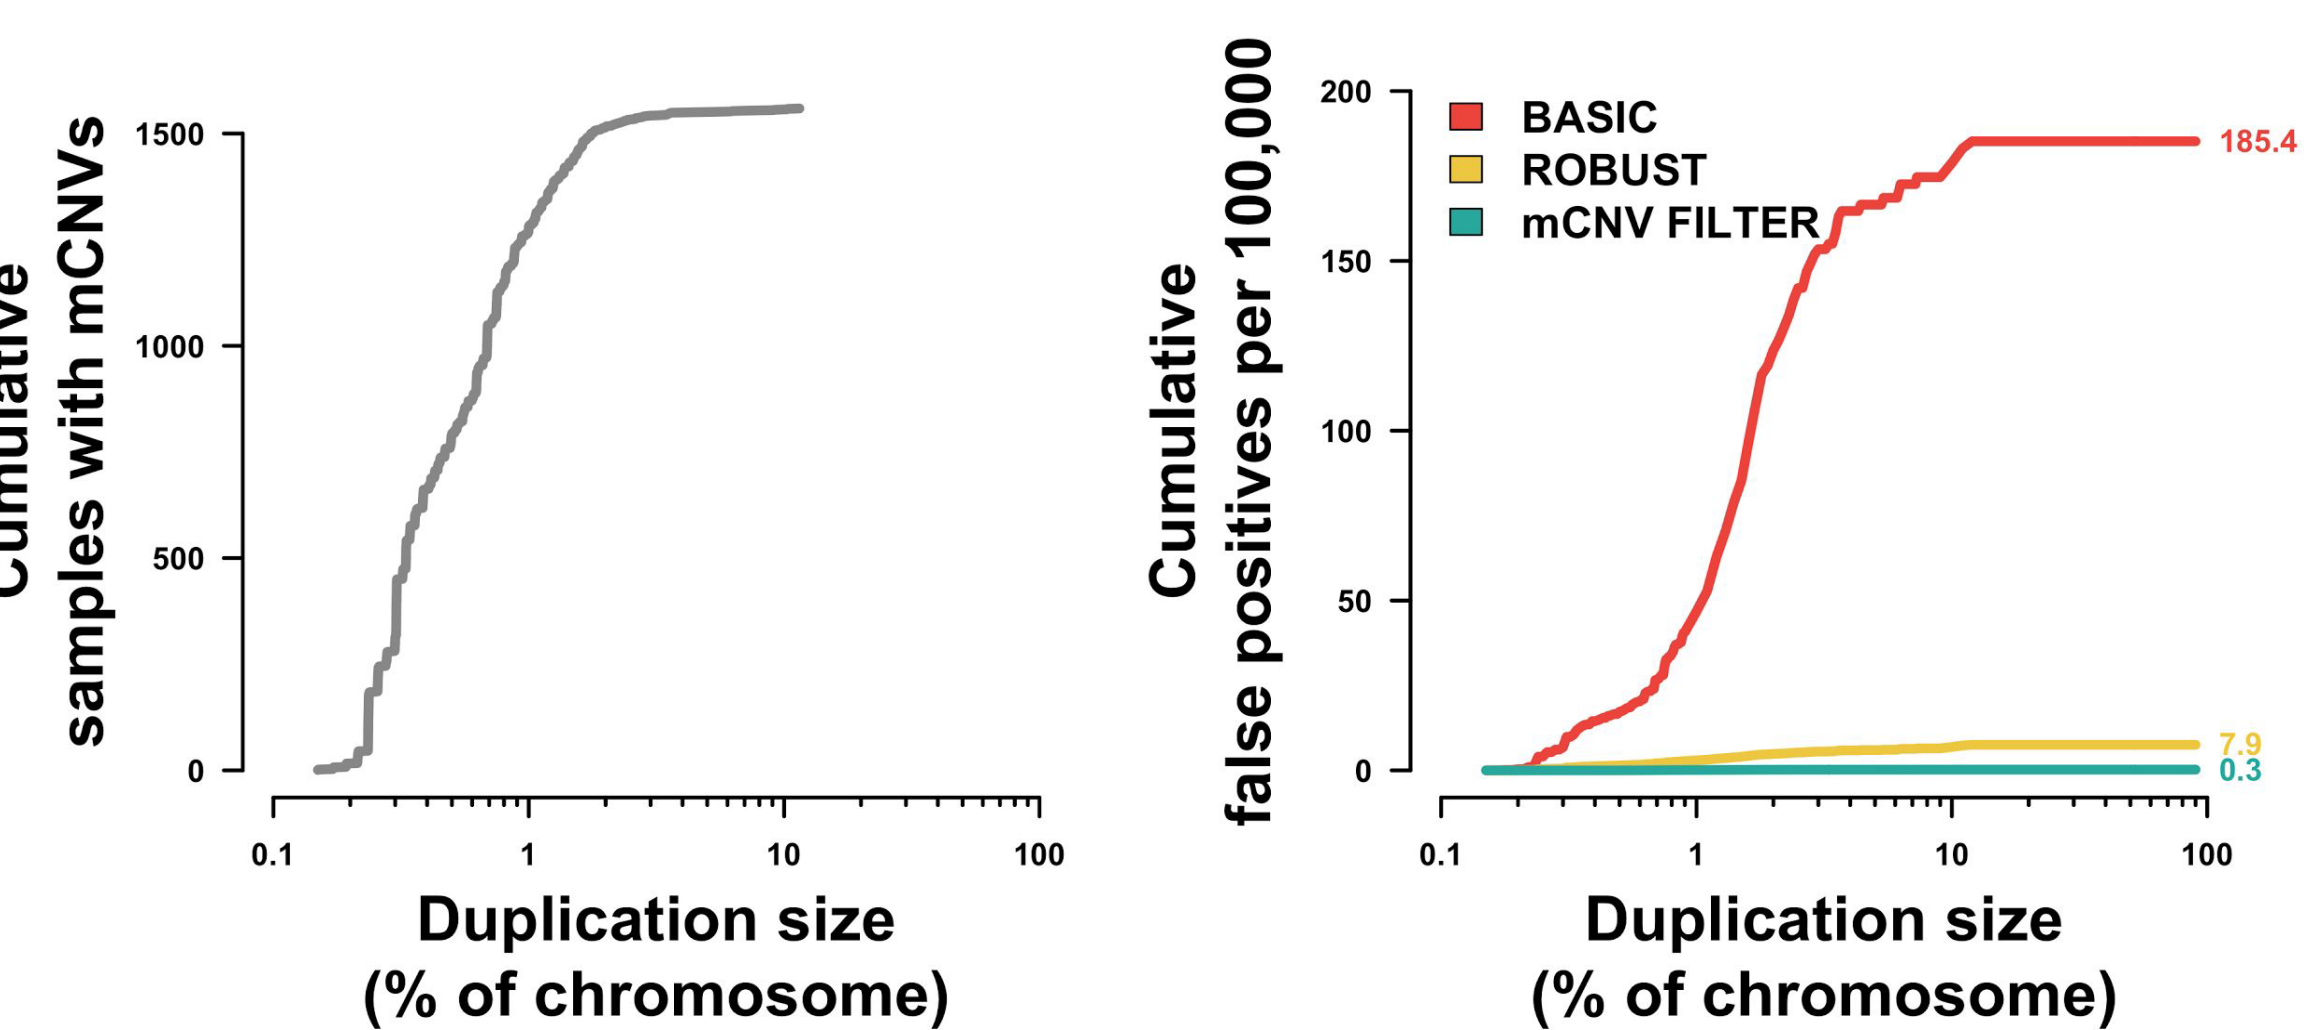 Cumulative
samples with mCNVs
1500
1000
500
0
0.1 1 10 100
Duplication size
(% of chromosome)
Cumulative
false positives per 100,000
200
150
100
50
0
BASIC
ROBUST
mCNV FILTER
185.4
7.9
0.3
0.1 1 10 100
Duplication size
(% of chromosome)